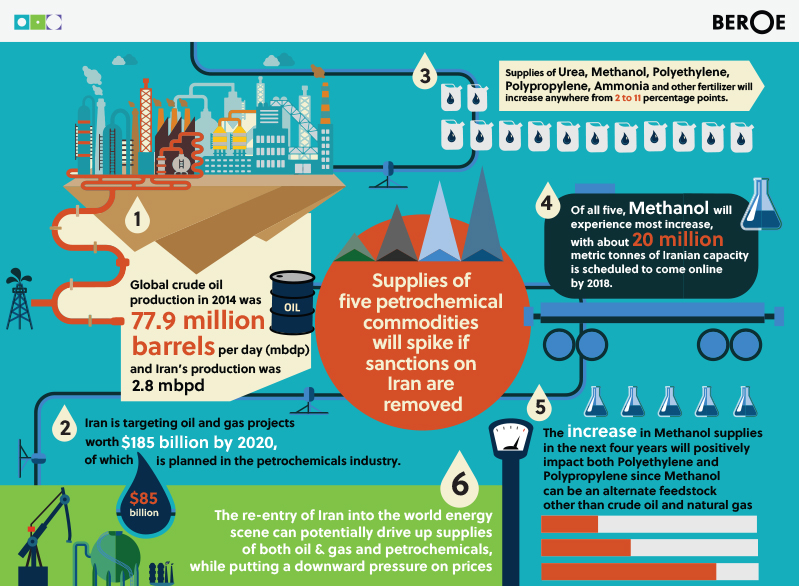 BEROE
3
Supplies of Urea, Methanol, Polyethylene,
Polypropylene, Ammonia and other fertilizer will
increase anywhere from 2 to 11 percentage points.
1
Global crude oil
production in 2014 was
77.9 million
barrels per day (mbdp)
and Iran's production was
2.8 mbpd
OIL
Supplies of
five petrochemical
commodities
will spike if
sanctions on
Iran are
removed
4
Of all five, Methanol will
experience most increase,
with about 20 million
metric tonnes of Iranian capacity
is scheduled to come online
by 2018.
2
Iran is targeting oil and gas projects
worth $185 billion by 2020,
of which is planned in the petrochemicals industry.
$85
billion
5
The increase in Methanol supplies
in the next four years will positively
impact both Polyethylene and
Polypropylene since Methanol
can be an alternate feedstock
other than crude oil and natural gas
6
The re-entry of Iran into the world energy
scene can potentially drive up supplies
of both oil & gas and petrochemicals,
while putting a downward pressure on prices